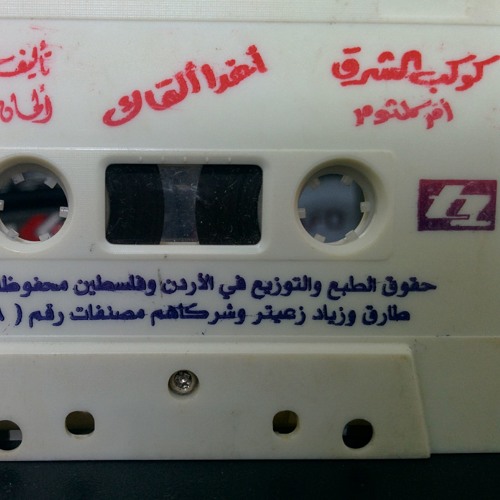 كوكب الشرق
أم كلثوم
أغداً ألقاك
تأليف
ألحان
حقوق الطبع والتوزيع في الأردن وفلسطين محفوظة
طارق وزياد زعيتر وشركاهم مصنفات رقم ( ٨